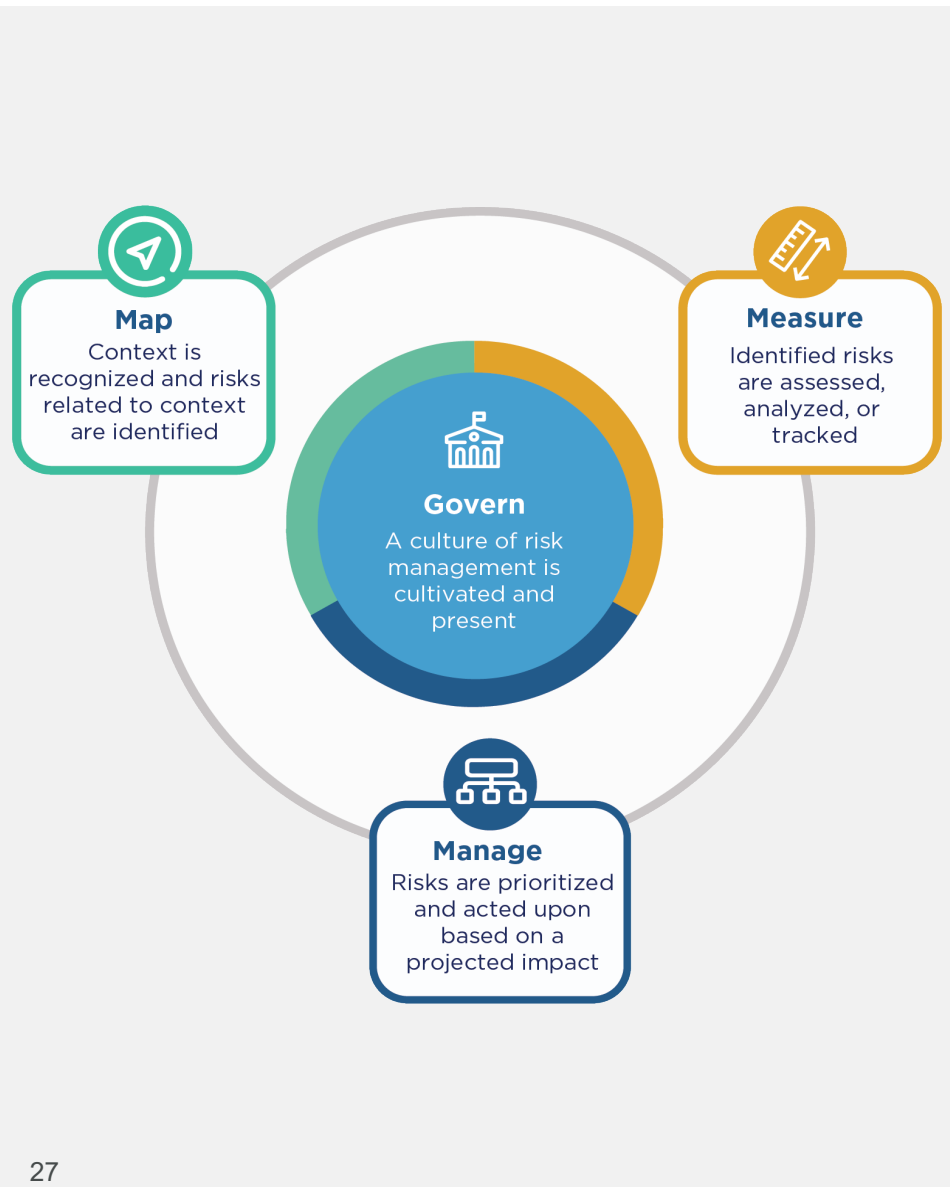 Map
Context is
recognized and risks
related to context
are identified
Measure
Identified risks
are assessed,
analyzed, or
tracked
Govern
A culture of risk
management is
cultivated and
present
Manage
Risks are prioritized
and acted upon
based on a
projected impact
27